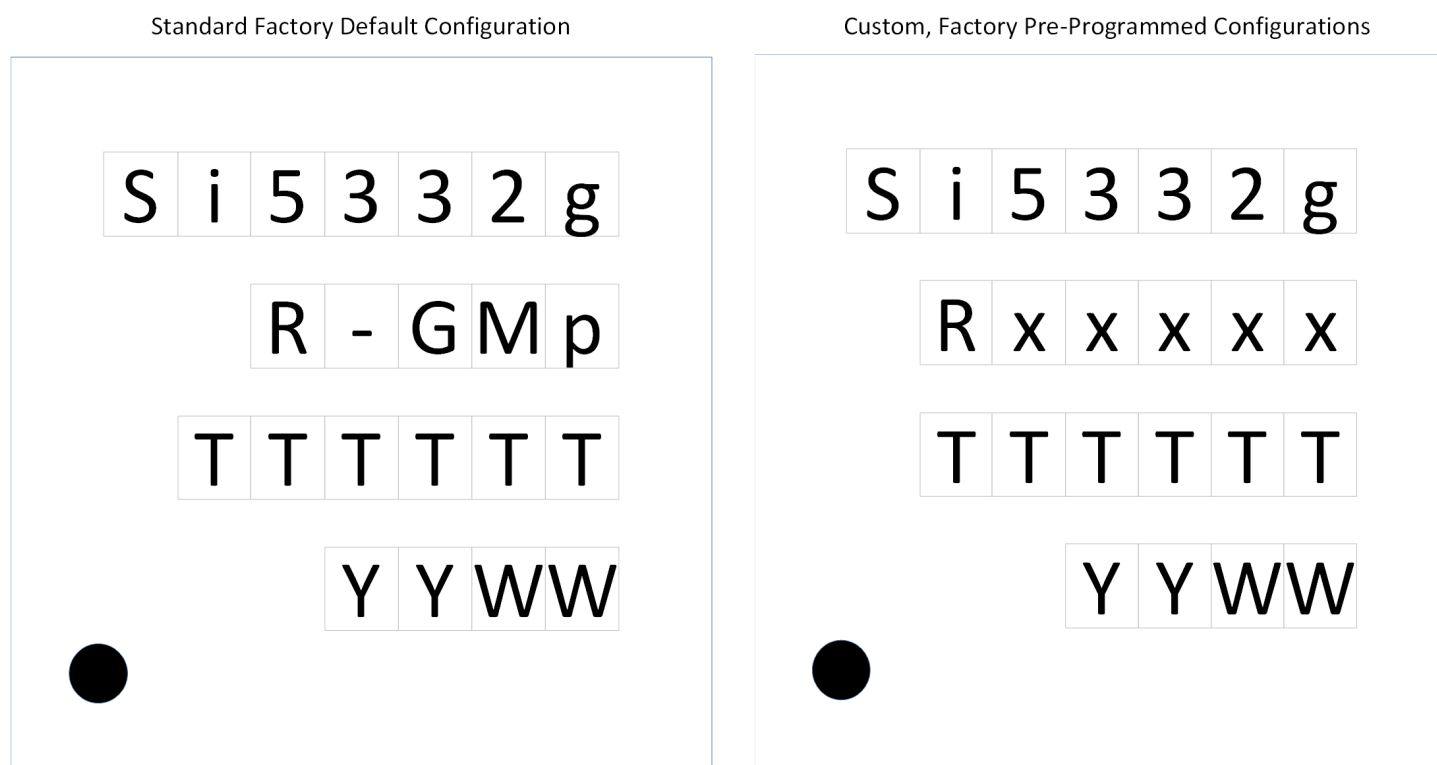 Standard Factory Default Configuration
Si5332g
R-GMp
TTTTTT
YYWW
Custom, Factory Pre-Programmed Configurations
Si5332g
Rxxxxx
TTTTTT
YYWW